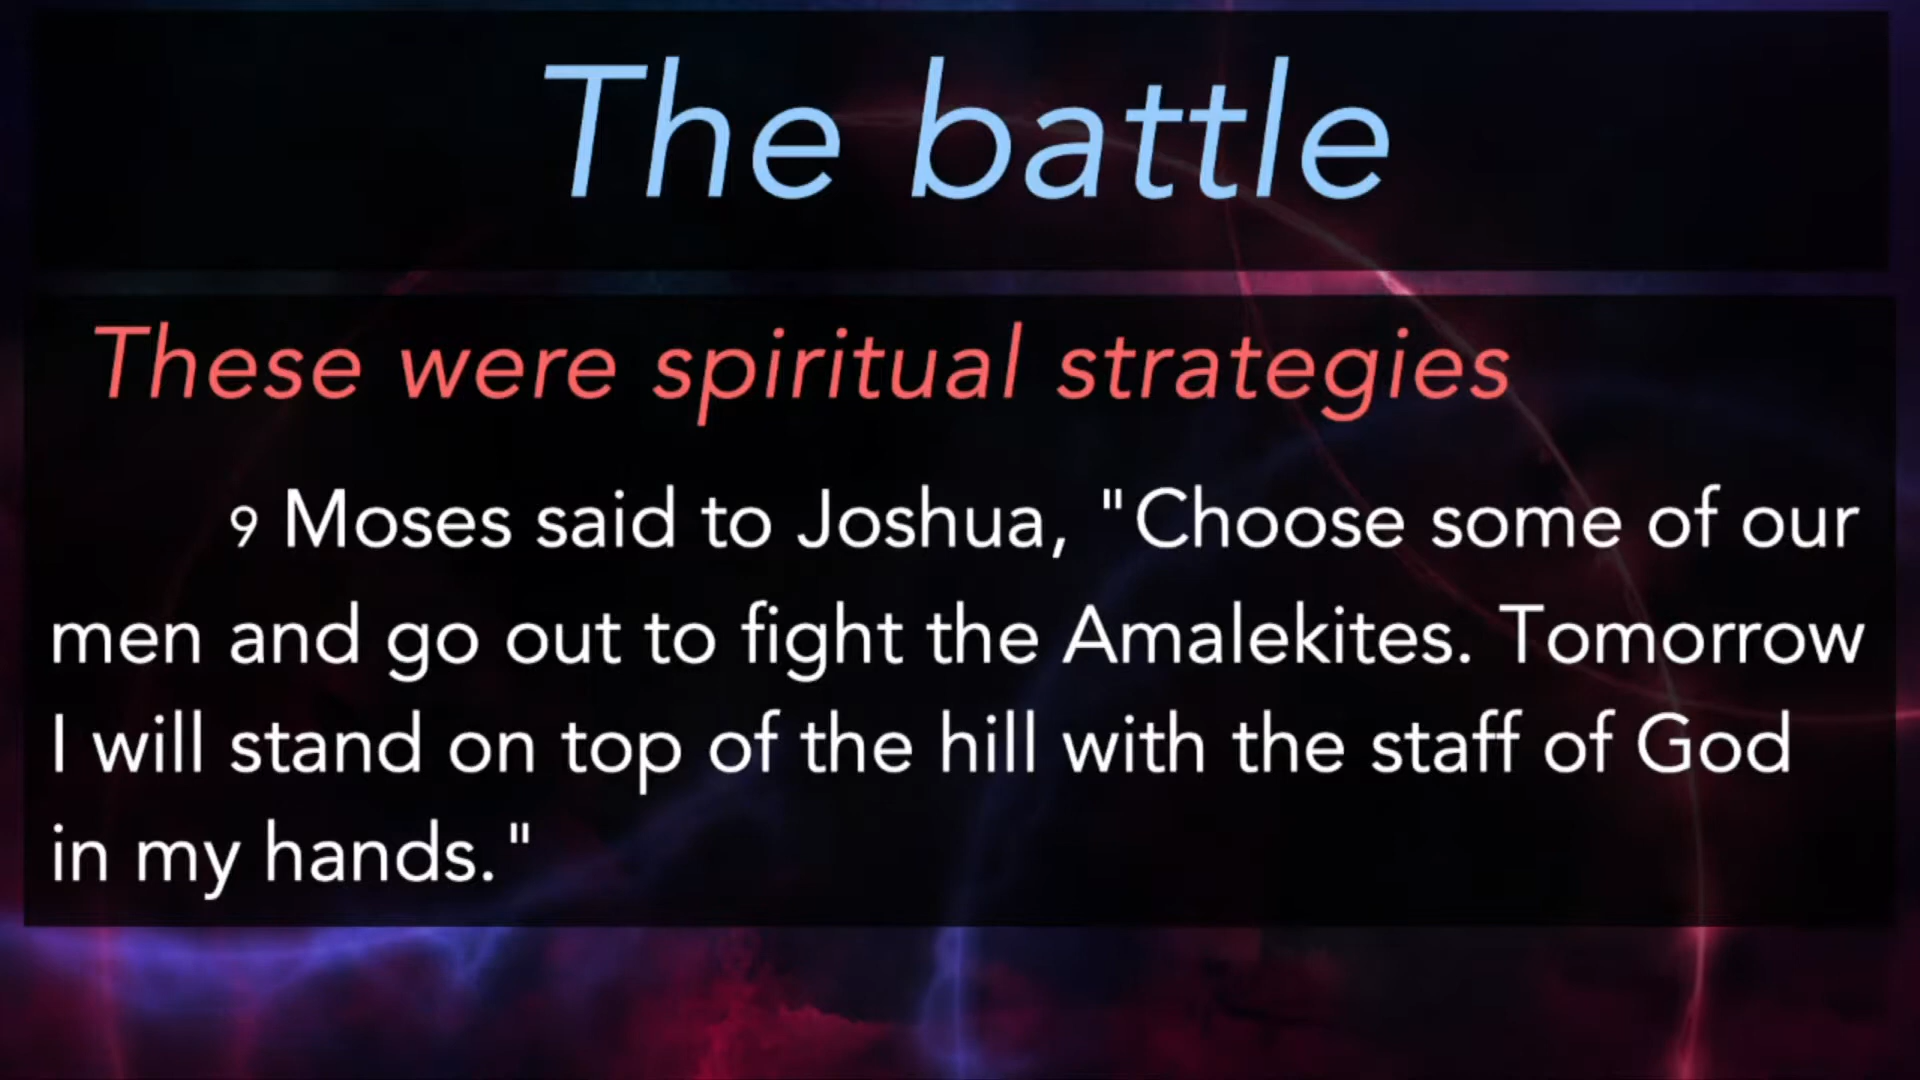 The battle
These were spiritual strategies
9 Moses said to Joshua, "Choose some of our
men and go out to fight the Amalekites. Tomorrow
I will stand on top of the hill with the staff of God
in my hands."